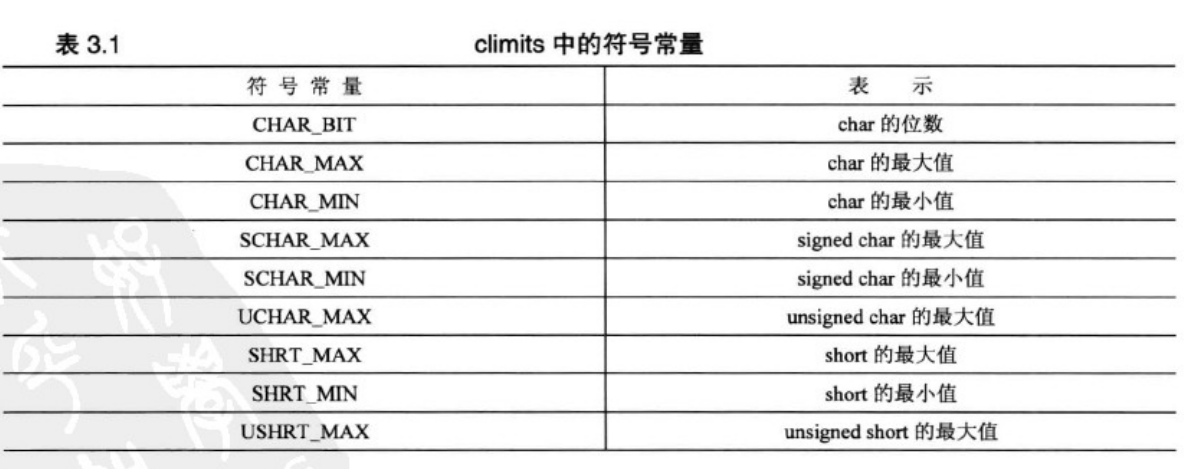 表 3.1 climits 中的符号常量
符 号 常 量 表 示
CHAR_BIT char 的位数
CHAR_MAX char 的最大值
CHAR_MIN char 的最小值
SCHAR_MAX signed char 的最大值
SCHAR_MIN signed char 的最小值
UCHAR_MAX unsigned char 的最大值
SHRT_MAX short 的最大值
SHRT_MIN short 的最小值
USHRT_MAX unsigned short 的最大值